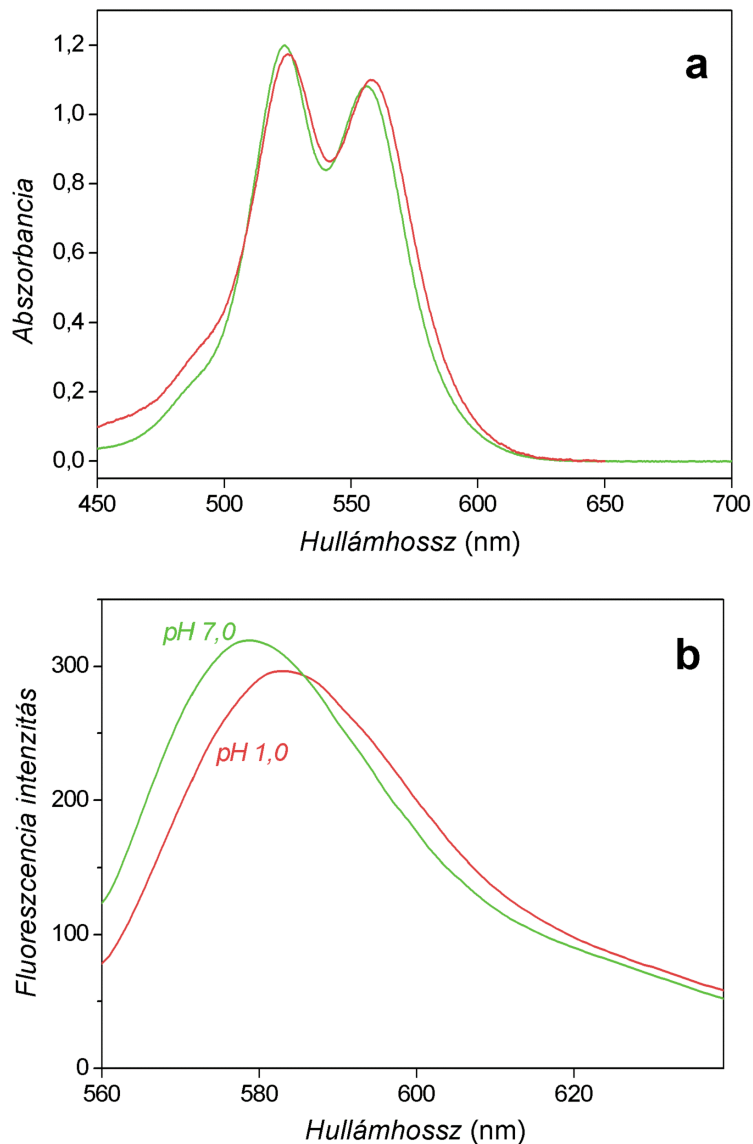 a
1,2
1,0
0,8
0,6
0,4
0,2
0,0
Abszorbancia
450 500 550 600 650 700
Hullámhossz (nm)
b
pH 7,0
pH 1,0
300
200
100
0
Fluoreszcencia intenzitás
560 580 600 620
Hullámhossz (nm)